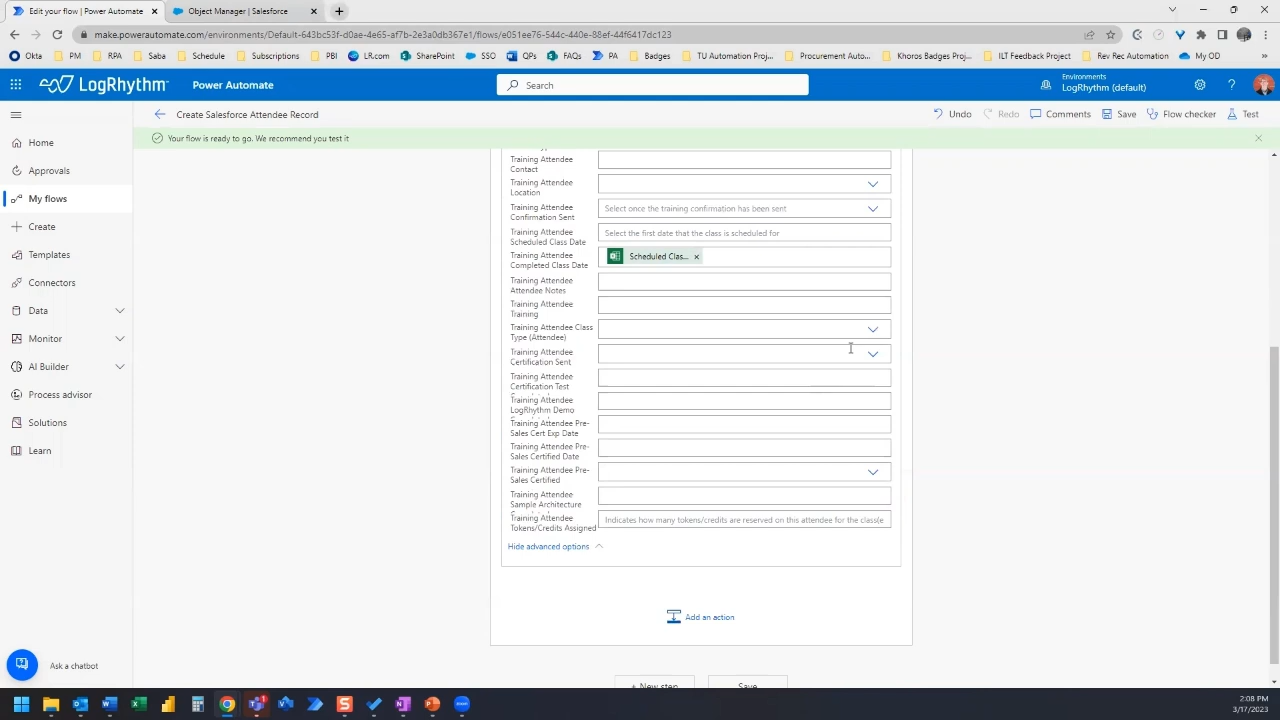 Edit your flow | Power Automate
Object Manager | Salesforce
make.powerautomate.com/environments/Default-643bc53f-d0ae-4e65-af7b-2e3a0db367e1/flows/e051ee76-544c-440e-88ef-44f6417dc123
Okta
PM
RPA
Saba
Schedule
Subscriptions
PBI
LR.com
SharePoint
SSO
QPs
FAQs
PA
Badges
TU Automation Proj...
Procurement Auto...
Khoros Badges Proj...
ILT Feedback Project
Rev Rec Automation
My OD
»
LogRhythm
Power Automate
Search
Environments
LogRhythm (default)
Create Salesforce Attendee Record
Undo
Redo
Comments
Save
Flow checker
Test
Your flow is ready to go. We recommend you test it
Home
Approvals
My flows
Create
Templates
Connectors
Data
Monitor
AI Builder
Process advisor
Solutions
Learn
Ask a chatbot
Training Attendee
Contact
Training Attendee
Location
Training Attendee
Confirmation Sent
Select once the training confirmation has been sent
Training Attendee
Scheduled Class Date
Select the first date that the class is scheduled for
Training Attendee
Completed Class Date
Scheduled Clas...
Training Attendee
Attendee Notes
Training Attendee
Training
Training Attendee Class
Type (Attendee)
Training Attendee
Certification Sent
Training Attendee
Certification Test
Training Attendee
LogRhythm Demo
Training Attendee Pre-
Sales Cert Exp Date
Training Attendee Pre-
Sales Certified Date
Training Attendee Pre-
Sales Certified
Training Attendee
Sample Architecture
Training Attendee
Tokens/Credits Assigned
Indicates how many tokens/credits are reserved on this attendee for the class(e
Hide advanced options
Add an action
+ New step
Save
2:08 PM
3/17/2023